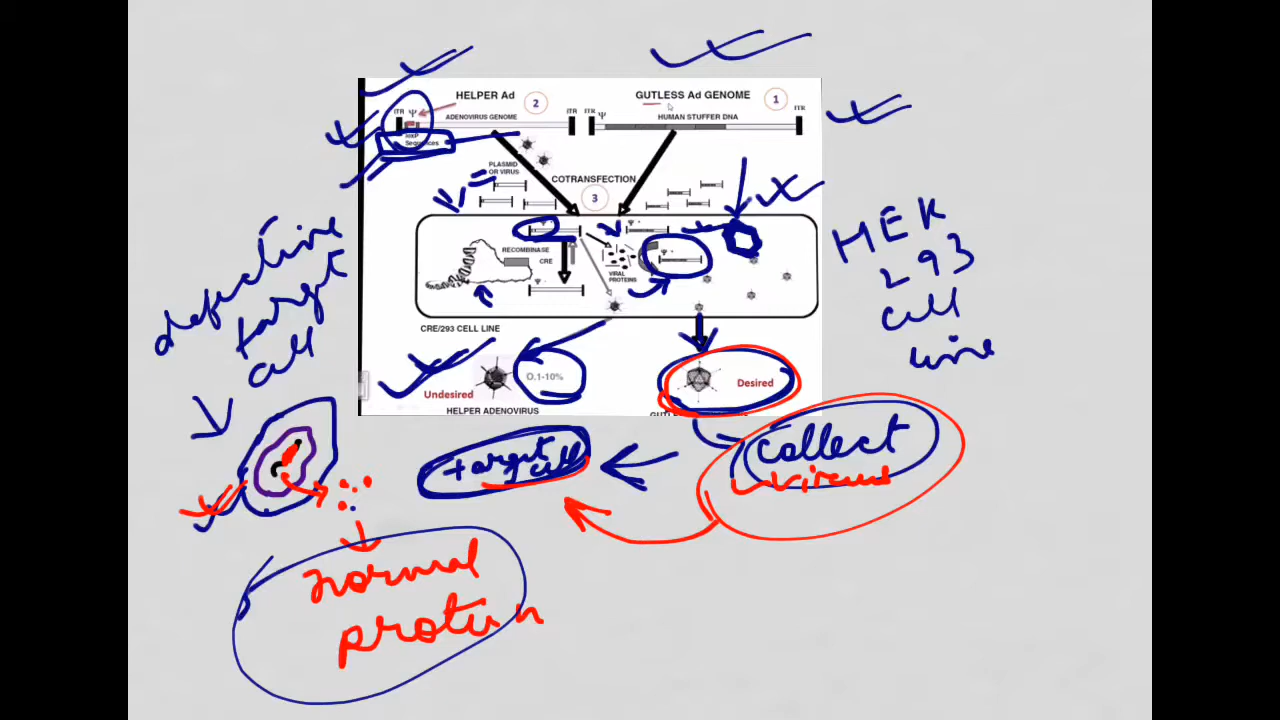 HELPER Ad
2
GUTLESS Ad GENOME
1
ITR
Ψ
ADENOVIRUS GENOME
ITR
ITR
Ψ
HUMAN STUFFER DNA
ITR
loxP
Sequences
PLASMID
OR VIRUS
COTRANSFECTION
3
RECOMBINASE
CRE
VIRAL
PROTEINS
CRE/293 CELL LINE
Undesired
0.1-10%
HELPER ADENOVIRUS
Desired
defective
target
cell
HEK
293
cell
line
target
cell
collect
virus
normal
protein